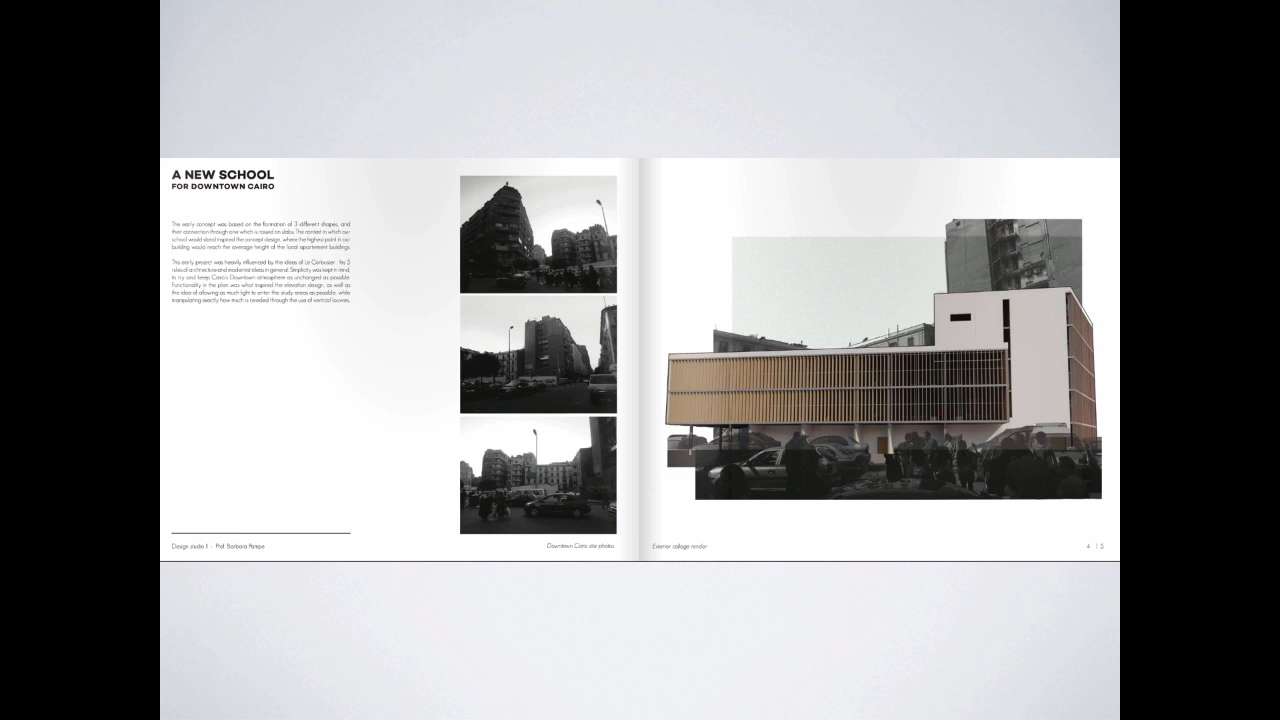 A NEW SCHOOL
FOR DOWNTOWN CAIRO
The early concept was based on the formation of 3 different shapes, and
their connection through one which is raised on slabs. The context in which our
school would stand inspired the concept design, where the highest point in our
building would reach the average height of the local apartement buildings.
This early project was heavily influenced by the ideas of Le Corbusier : his 5
rules of architecture and modernist ideas in general. Simplicity was kept in mind,
to try and keep Cairo's Downtown atmosphere as unchanged as possible.
Functionality in the plan was what inspired the elevation design, as well as
the idea of allowing as much light to enter the study areas as possible, while
manipulating exactly how much is needed through the use of vertical louvres.
Design studio II - Prof. Barbara Pampe
Downtown Cairo site photos
Exterior collage render
4 | 5